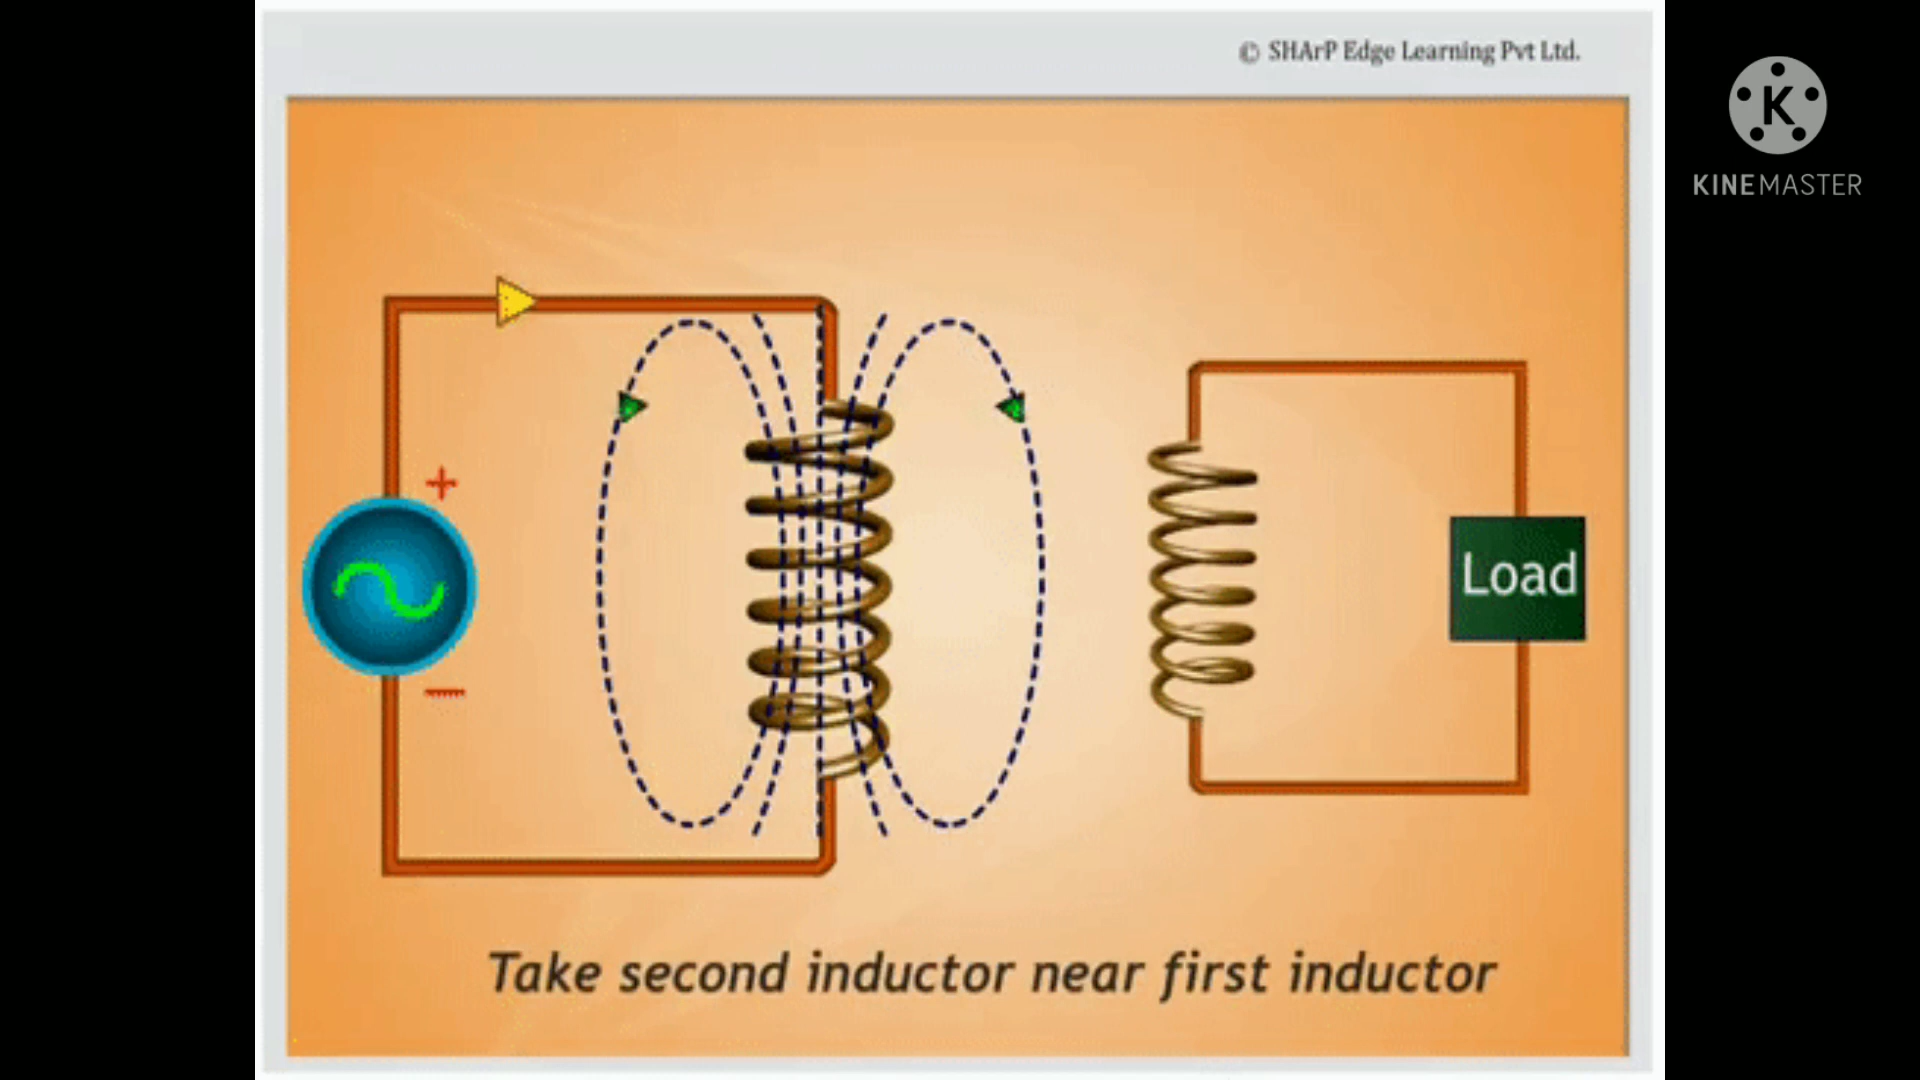 © SHArP Edge Learning Pvt Ltd.
K
KINEMASTER
+
Load
−
Take second inductor near first inductor